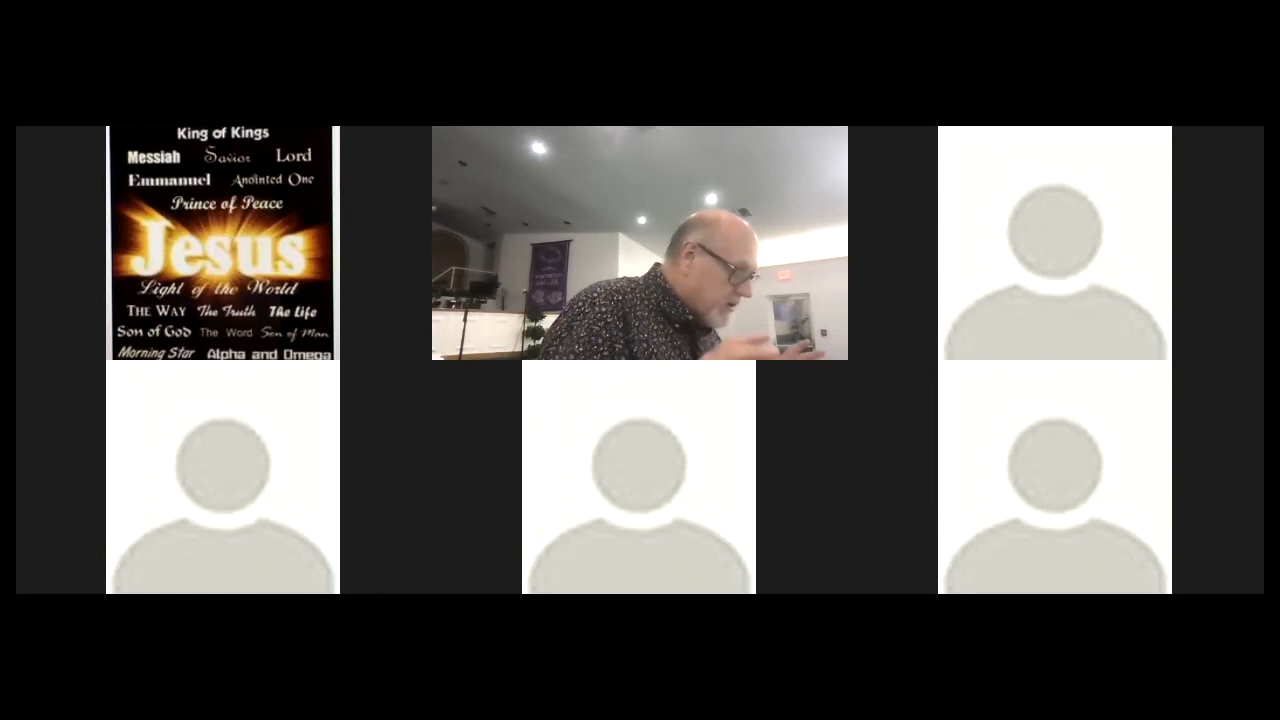 King of Kings
Messiah Savior Lord
Emmanuel Anointed One
Prince of Peace
Jesus
Light of the World
THE WAY The Truth The Life
Son of God The Word Son of Man
Morning Star Alpha and Omega